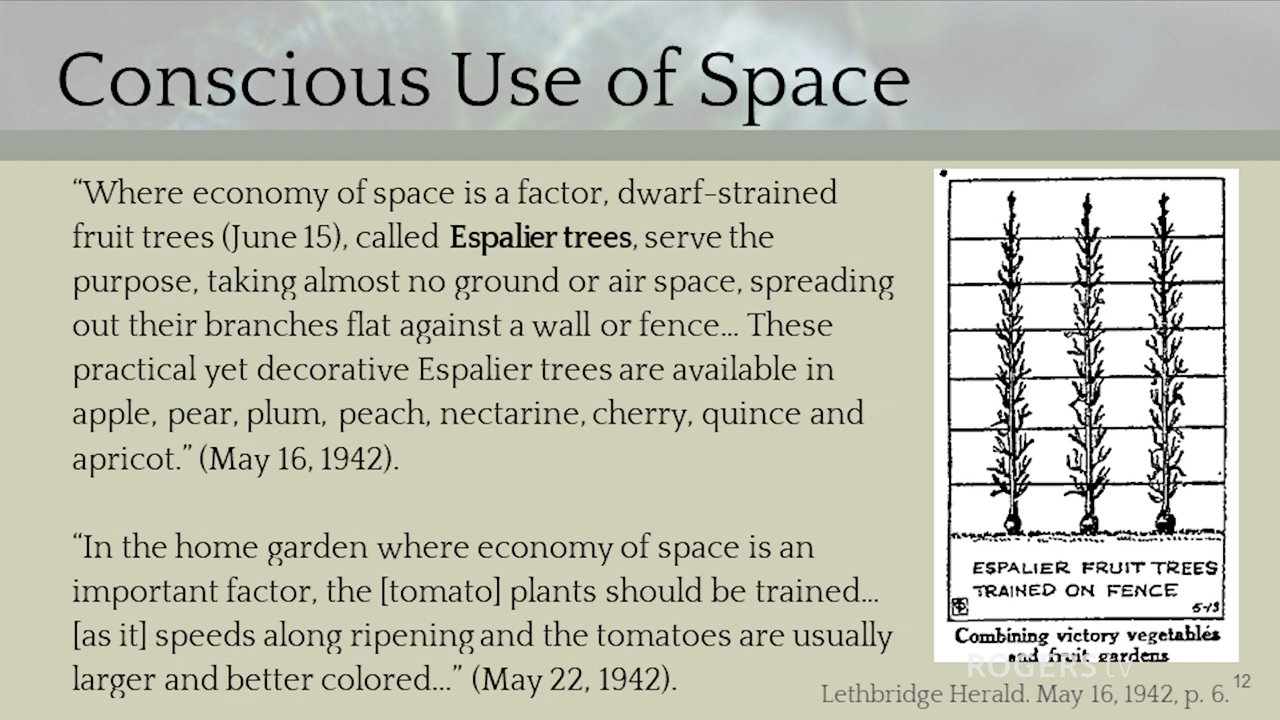 Conscious Use of Space
“Where economy of space is a factor, dwarf-strained
fruit trees (June 15), called Espalier trees, serve the
purpose, taking almost no ground or air space, spreading
out their branches flat against a wall or fence... These
practical yet decorative Espalier trees are available in
apple, pear, plum, peach, nectarine, cherry, quince and
apricot.” (May 16, 1942).
“In the home garden where economy of space is an
important factor, the [tomato] plants should be trained...
[as it] speeds along ripening and the tomatoes are usually
larger and better colored...” (May 22, 1942).
ESPALIER FRUIT TREES
TRAINED ON FENCE
5-13
Combining victory vegetables
and fruit gardens
ROGERS tv
Lethbridge Herald. May 16, 1942, p. 6.
12